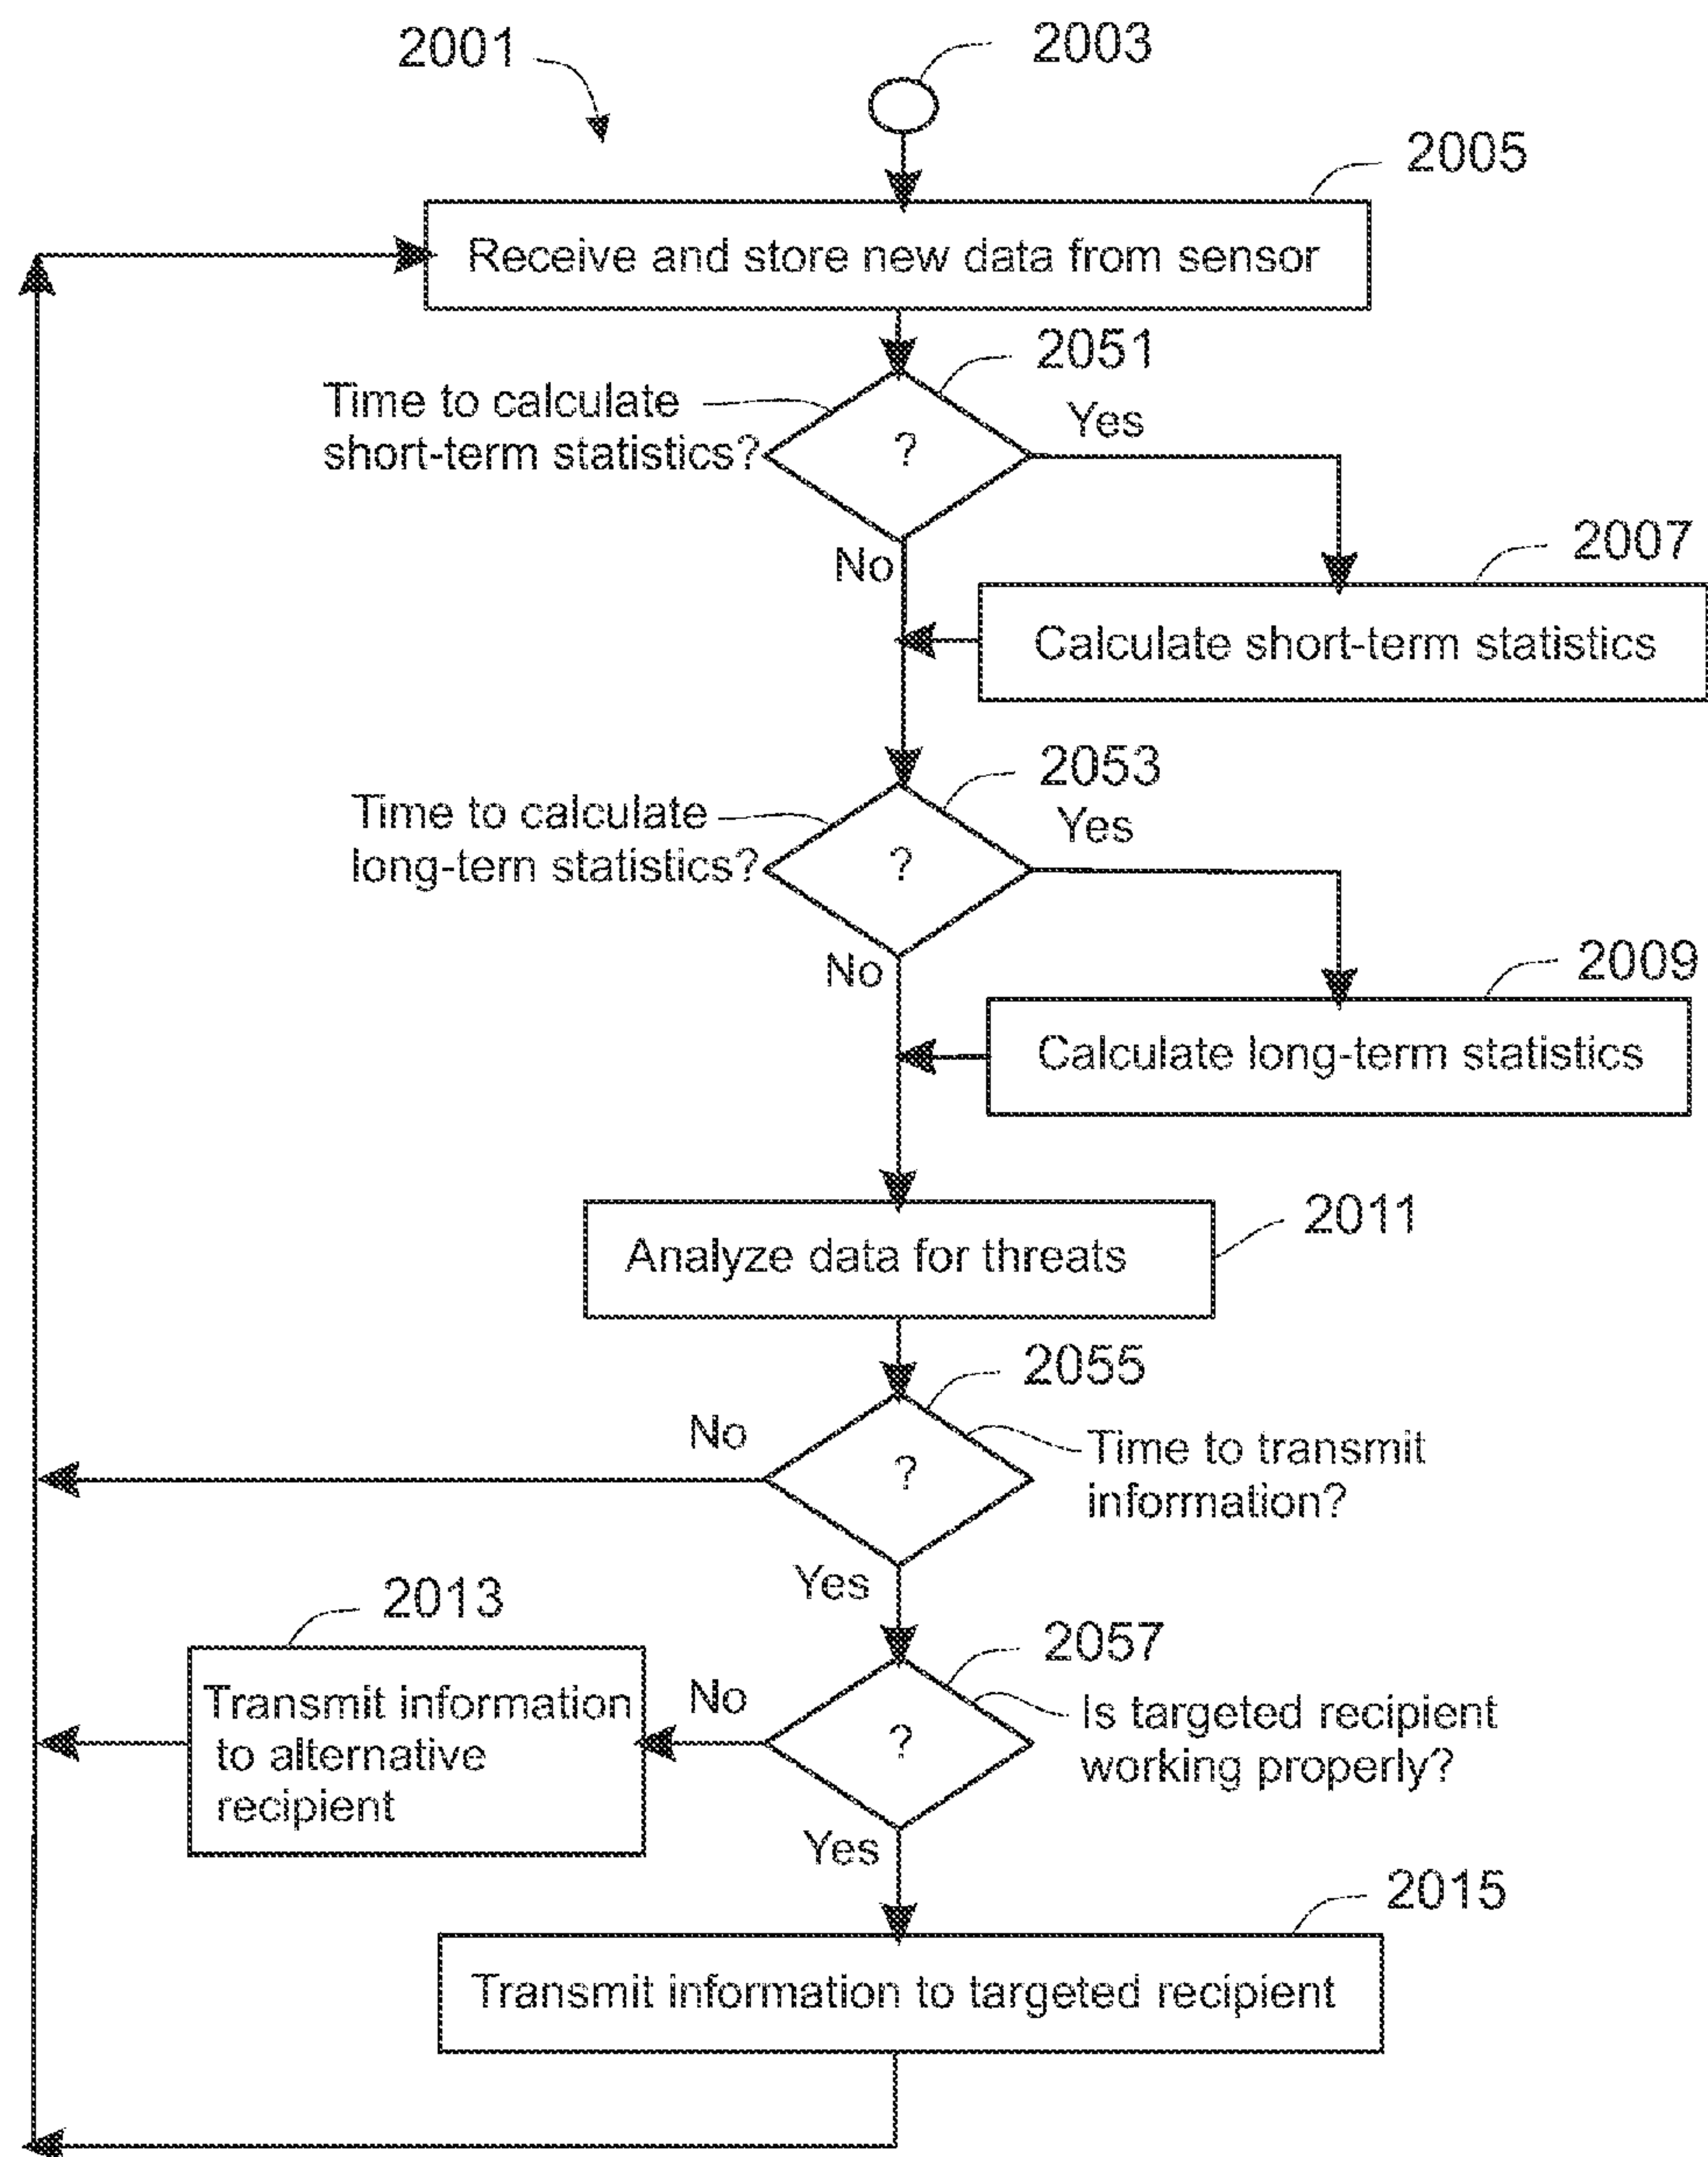 2001
2003
2005
Receive and store new data from sensor
2051
Time to calculate
short-term statistics?
?
Yes
No
2007
Calculate short-term statistics
2053
Time to calculate
long-term statistics?
?
Yes
No
2009
Calculate long-term statistics
2011
Analyze data for threats
2055
No
?
Time to transmit
information?
Yes
2013
Transmit information
to alternative
recipient
2057
No
?
Is targeted recipient
working properly?
Yes
2015
Transmit information to targeted recipient